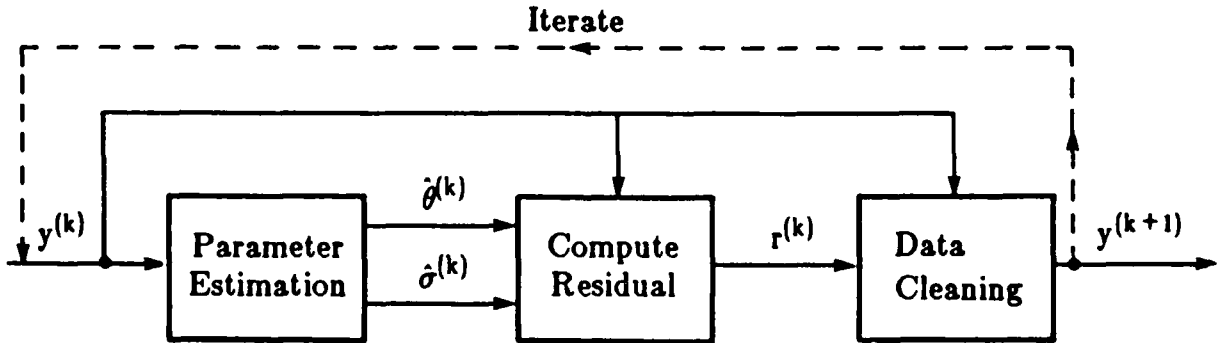 Iterate
y^(k)
Parameter
Estimation
θ̂^(k)
σ̂^(k)
Compute
Residual
r^(k)
Data
Cleaning
y^(k+1)